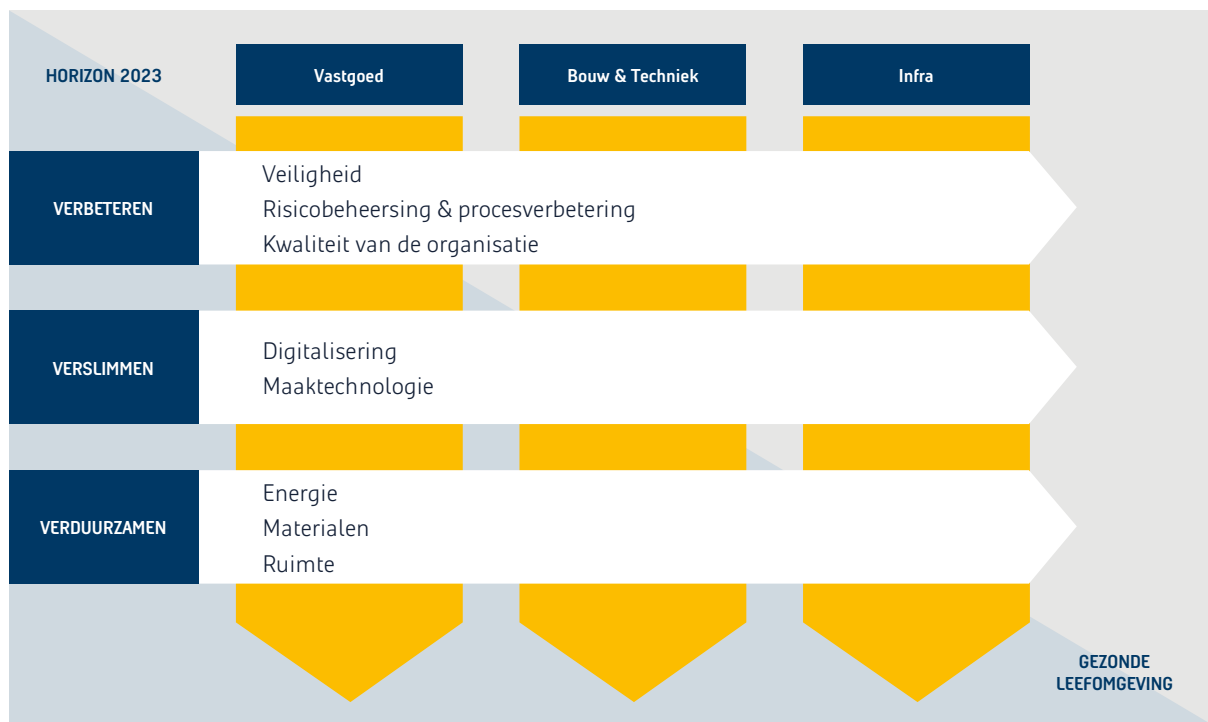 HORIZON 2023
Vastgoed
Bouw & Techniek
Infra
VERBETEREN
Veiligheid
Risicobeheersing & procesverbetering
Kwaliteit van de organisatie
VERSLIMMEN
Digitalisering
Maaktechnologie
VERDUURZAMEN
Energie
Materialen
Ruimte
GEZONDE
LEEFOMGEVING